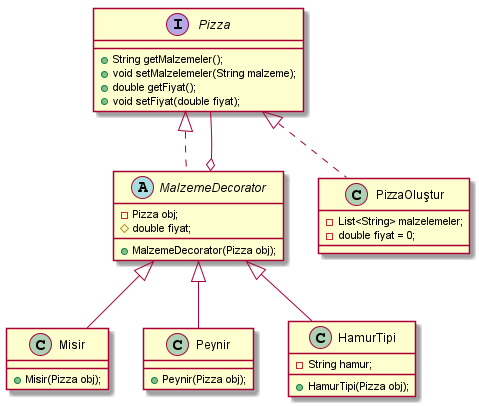 I Pizza
String getMalzemeler();
void setMalzelemeler(String malzeme);
double getFiyat();
void setFiyat(double fiyat);
A MalzemeDecorator
Pizza obj;
double fiyat;
MalzemeDecorator(Pizza obj);
C PizzaOluştur
List<String> malzelemeler;
double fiyat = 0;
C Misir
Misir(Pizza obj);
C Peynir
Peynir(Pizza obj);
C HamurTipi
String hamur;
HamurTipi(Pizza obj);